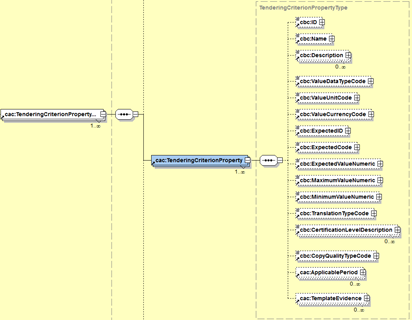 TenderingCriterionPropertyType
cbc:ID
cbc:Name
cbc:Description
0..∞
cbc:ValueDataTypeCode
cbc:ValueUnitCode
cbc:ValueCurrencyCode
cac:TenderingCriterionProperty...
1..∞
cbc:ExpectedID
cbc:ExpectedCode
cac:TenderingCriterionProperty
1..∞
cbc:ExpectedValueNumeric
cbc:MaximumValueNumeric
cbc:MinimumValueNumeric
cbc:TranslationTypeCode
cbc:CertificationLevelDescription
0..∞
cbc:CopyQualityTypeCode
cac:ApplicablePeriod
0..∞
cac:TemplateEvidence
0..∞